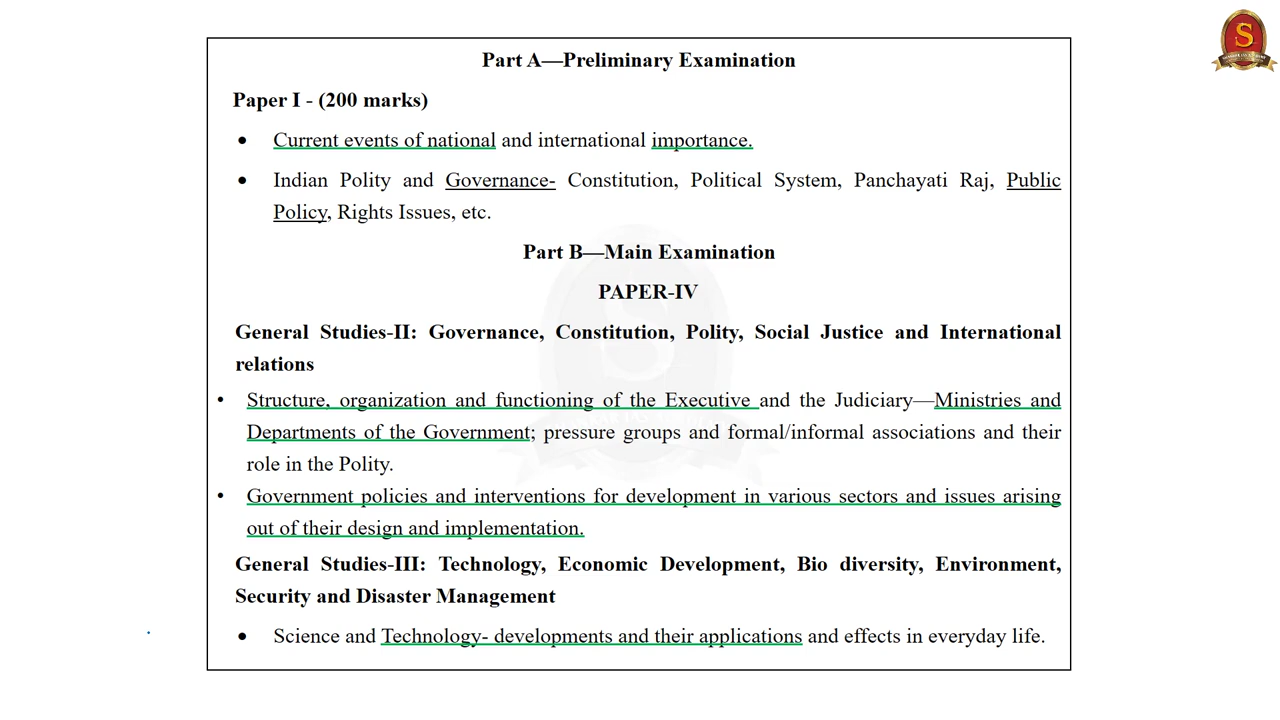 Part A—Preliminary Examination
Paper I - (200 marks)
• Current events of national and international importance.
• Indian Polity and Governance- Constitution, Political System, Panchayati Raj, Public
Policy, Rights Issues, etc.
Part B—Main Examination
PAPER-IV
General Studies-II: Governance, Constitution, Polity, Social Justice and International
relations
• Structure, organization and functioning of the Executive and the Judiciary—Ministries and
Departments of the Government; pressure groups and formal/informal associations and their
role in the Polity.
• Government policies and interventions for development in various sectors and issues arising
out of their design and implementation.
General Studies-III: Technology, Economic Development, Bio diversity, Environment,
Security and Disaster Management
• Science and Technology- developments and their applications and effects in everyday life.
S